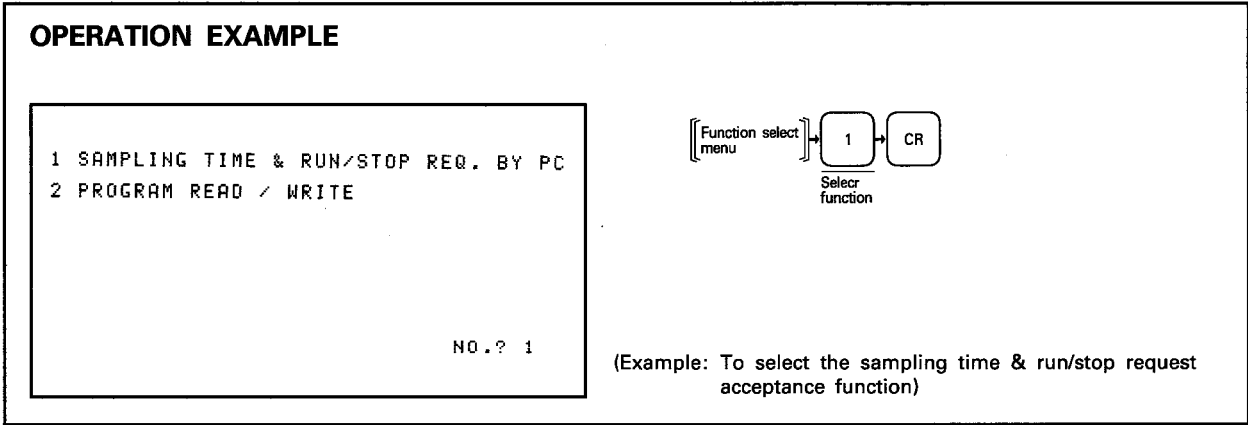 OPERATION EXAMPLE
1 SAMPLING TIME & RUN/STOP REQ. BY PC
2 PROGRAM READ / WRITE
NO.? 1
Function select
menu
1
CR
Selecr
function
(Example: To select the sampling time & run/stop request
acceptance function)